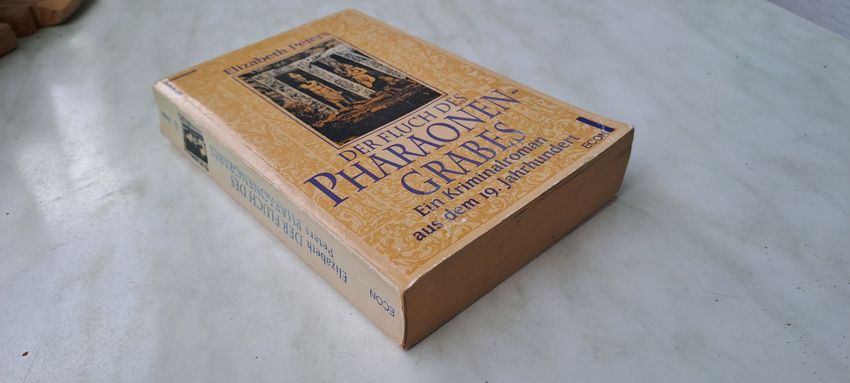 Elizabeth Peters
DER FLUCH DES
PHARAONEN-
GRABES
Ein Kriminalroman
aus dem 19. Jahrhundert
ECON
Elizabeth DER FLUCH DES
Peters PHARAONENGRABES
ECON